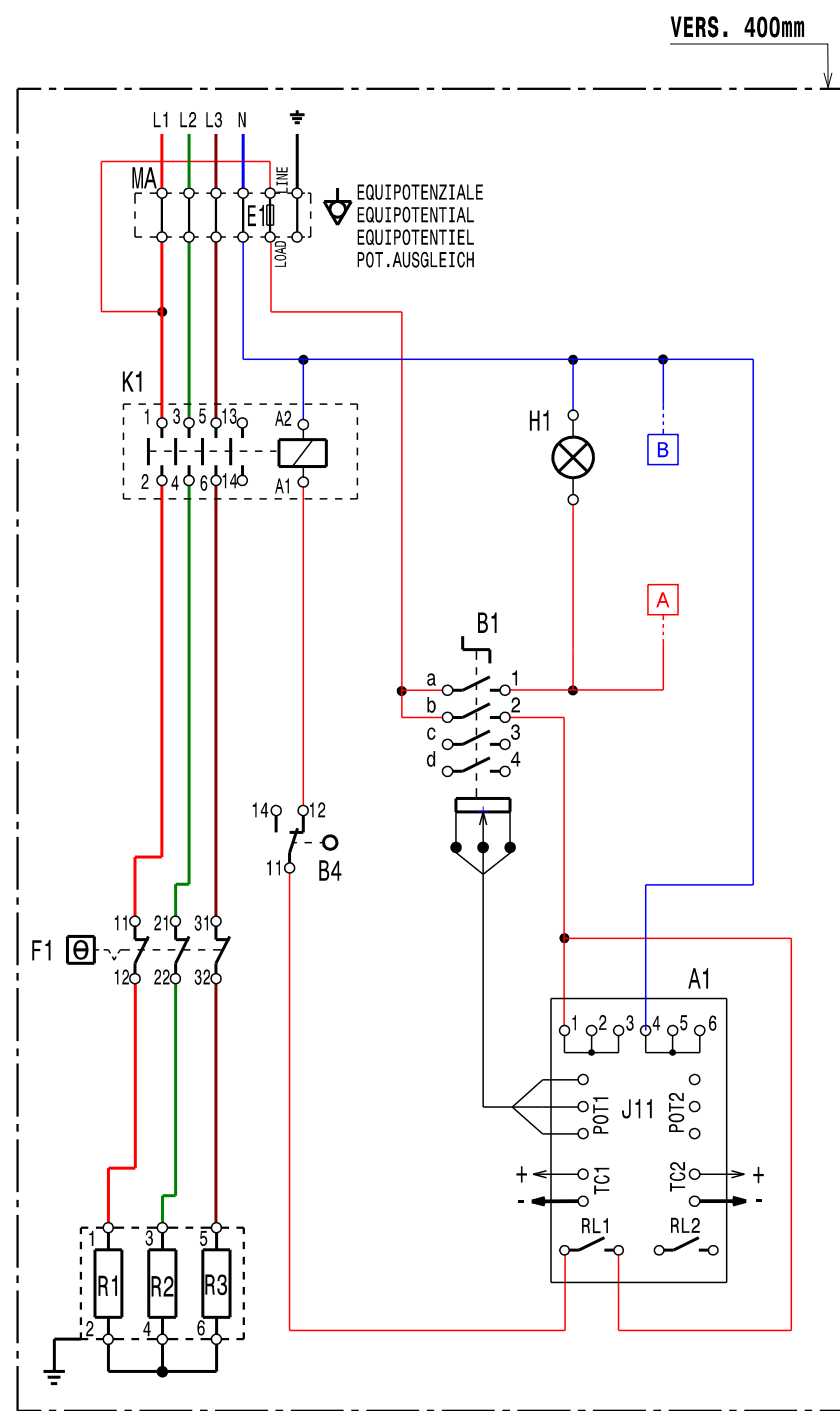 VERS. 400mm
L1 L2 L3 N
MA
E1
LINE
LOAD
EQUIPOTENZIALE
EQUIPOTENTIAL
EQUIPOTENTIEL
POT.AUSGLEICH
K1
1 3 5 13 A2
2 4 6 14 A1
H1
B
A
B1
a 1
b 2
c 3
d 4
14 12
11
B4
11 21 31
F1 θ
12 22 32
A1
1 2 3 4 5 6
POT1 J11 POT2
+ TC1 TC2 +
- -
RL1 RL2
1 3 5
R1 R2 R3
2 4 6